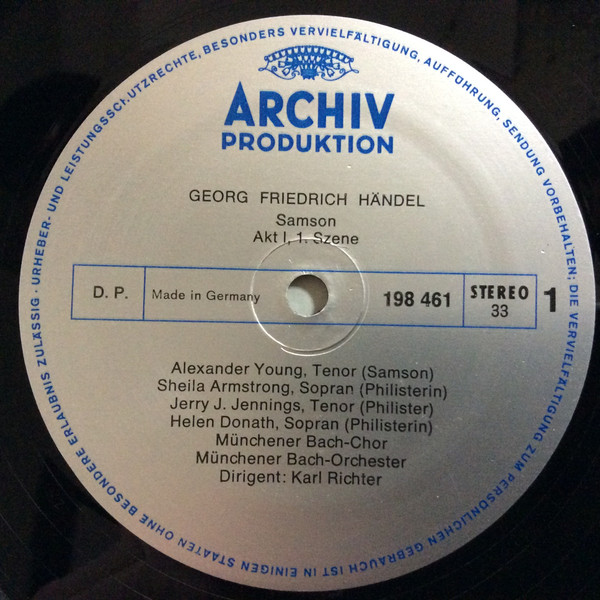 URHEBER- UND LEISTUNGSSCHUTZRECHTE, BESONDERS VERVIELFÄLTIGUNG, AUFFÜHRUNG, SENDUNG VORBEHALTEN; DIE VERVIELFÄLTIGUNG ZUM PERSÖNLICHEN GEBRAUCH IST IN EINIGEN STAATEN OHNE BESONDERE ERLAUBNIS ZULÄSSIG ·
ARCHIV
PRODUKTION
GEORG FRIEDRICH HÄNDEL
Samson
Akt I, 1. Szene
D. P. Made in Germany 198 461 STEREO 33 1
Alexander Young, Tenor (Samson)
Sheila Armstrong, Sopran (Philisterin)
Jerry J. Jennings, Tenor (Philister)
Helen Donath, Sopran (Philisterin)
Münchener Bach-Chor
Münchener Bach-Orchester
Dirigent: Karl Richter